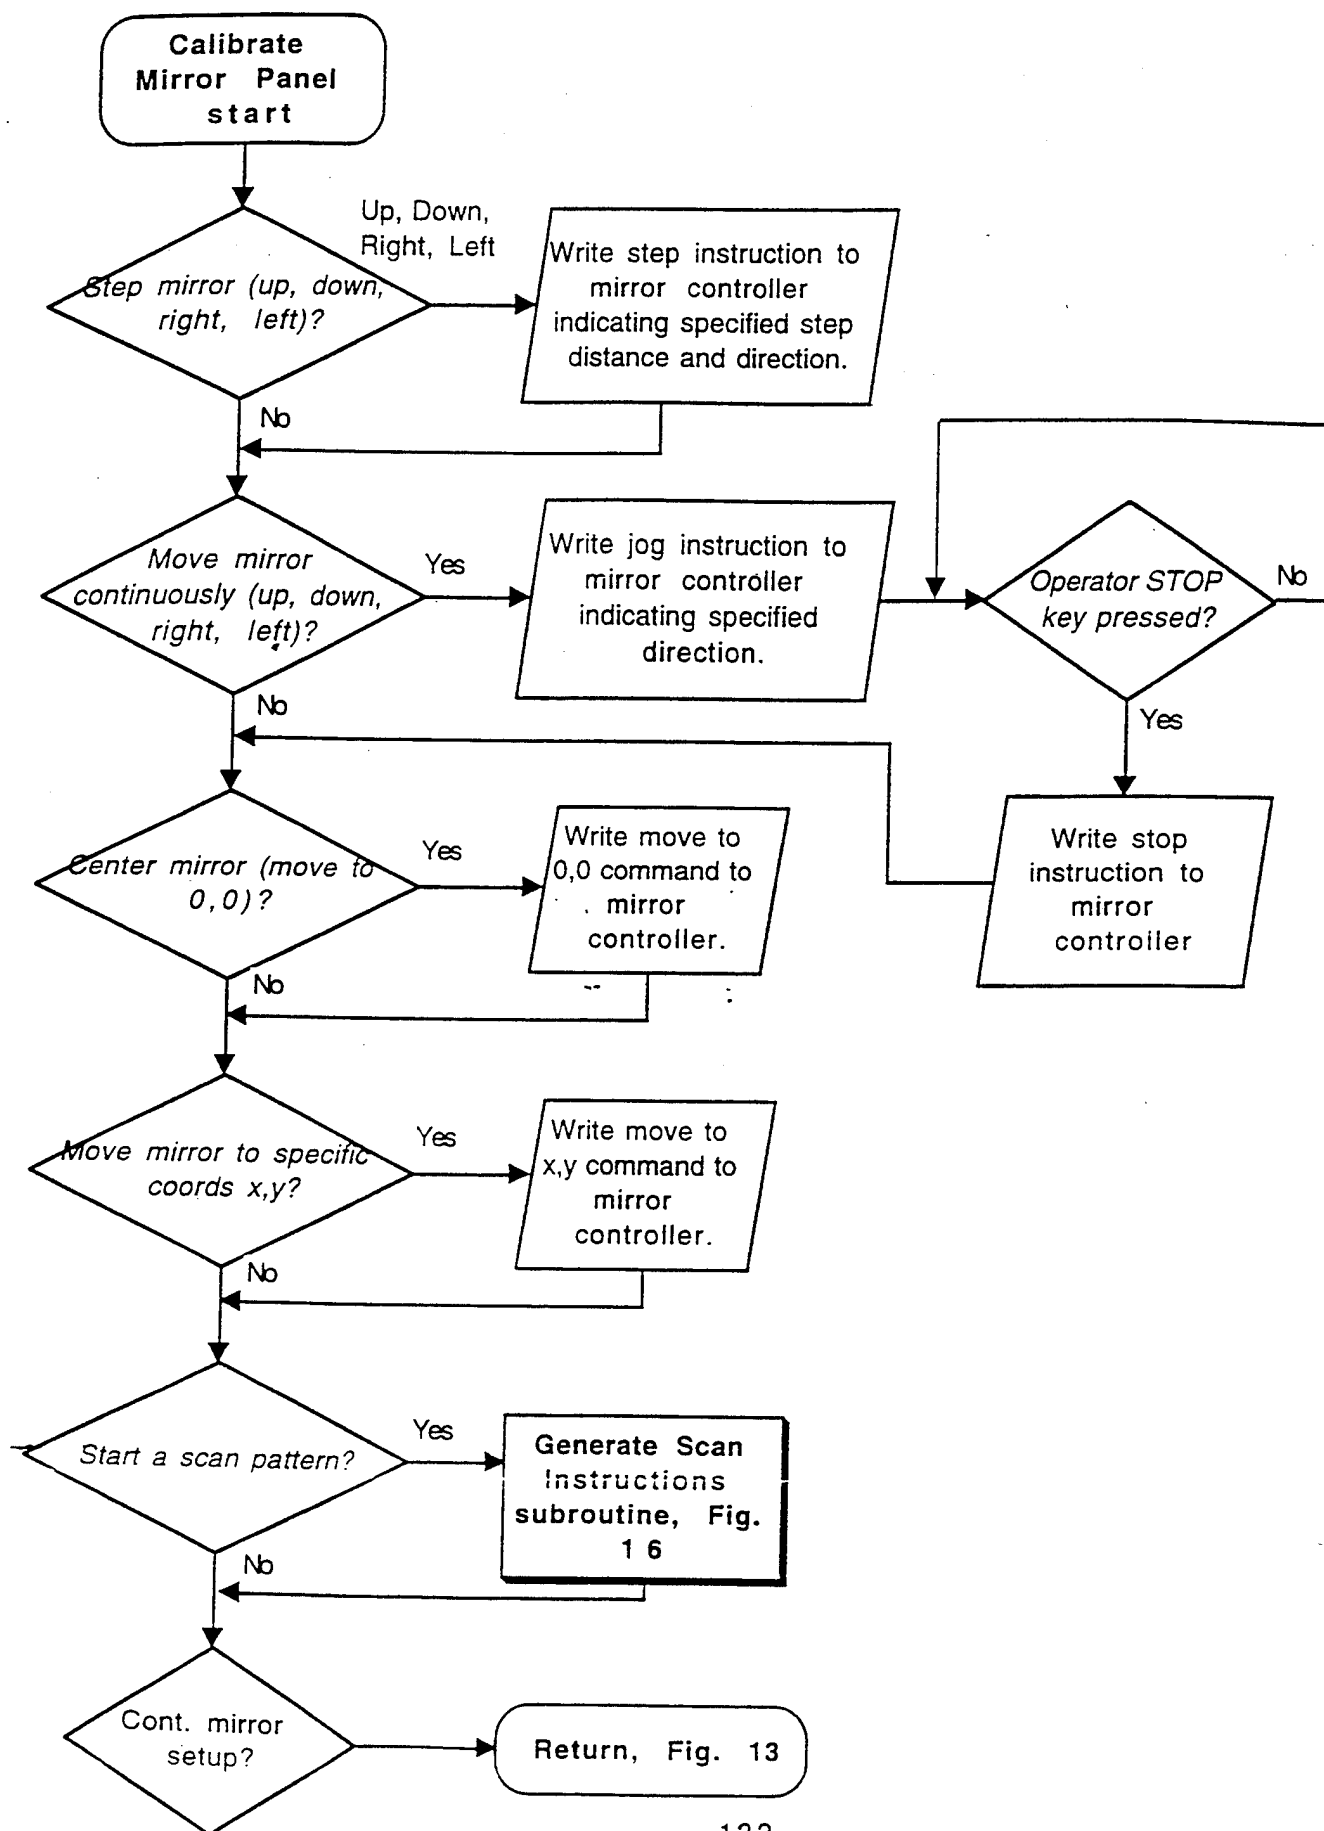 Calibrate
Mirror Panel
start
Up, Down,
Right, Left
Step mirror (up, down,
right, left)?
Write step instruction to
mirror controller
indicating specified step
distance and direction.
No
Move mirror
continuously (up, down,
right, left)?
Yes
Write jog instruction to
mirror controller
indicating specified
direction.
Operator STOP
key pressed?
No
No
Yes
Center mirror (move to
0,0)?
Yes
Write move to
0,0 command to
mirror
controller.
Write stop
instruction to
mirror
controller
No
Move mirror to specific
coords x,y?
Yes
Write move to
x,y command to
mirror
controller.
No
Start a scan pattern?
Yes
Generate Scan
Instructions
subroutine, Fig.
16
No
Cont. mirror
setup?
Return, Fig. 13